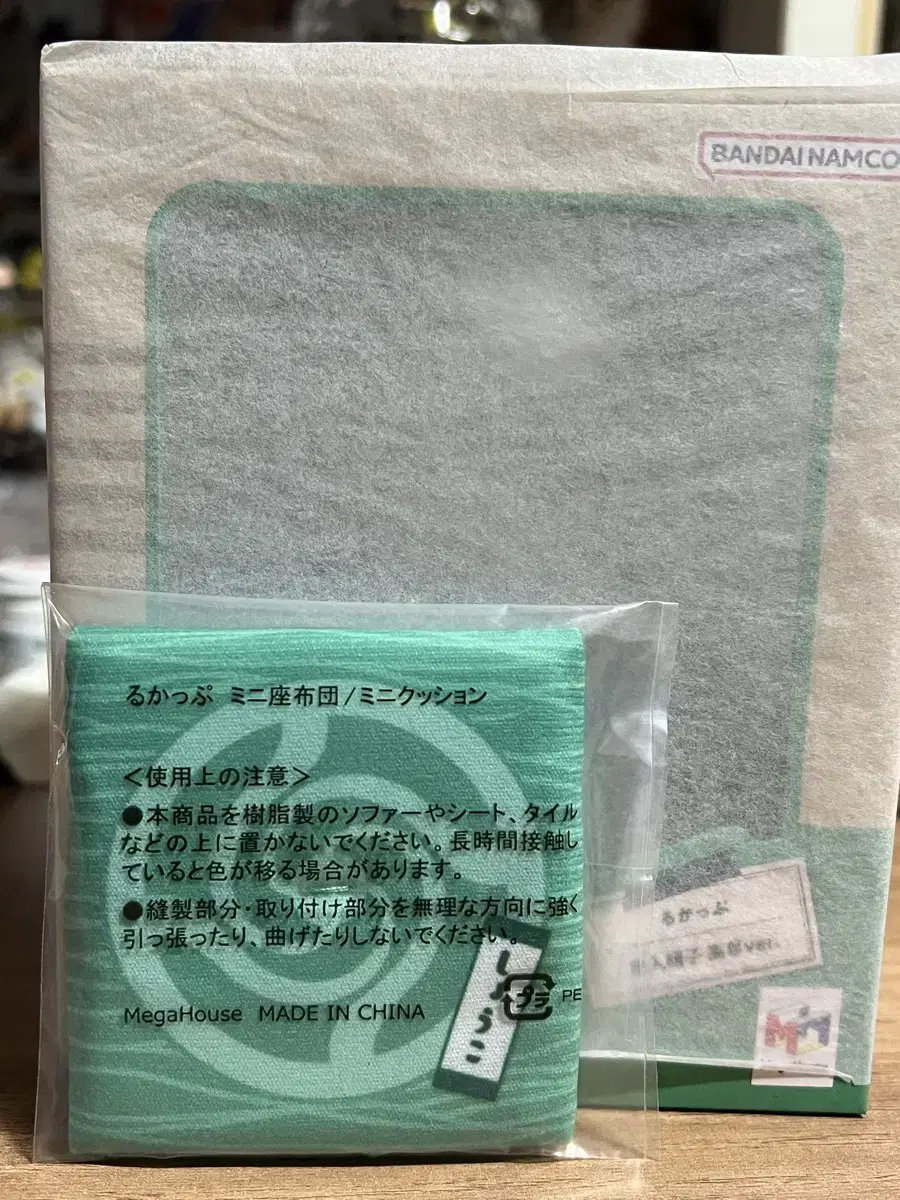 BANDAI NAMCO
るかっぷ ミニ座布団/ミニクッション
<使用上の注意>
●本商品を樹脂製のソファーやシート、タイル
などの上に置かないでください。長時間接触し
ていると色が移る場合があります。
●縫製部分・取り付け部分を無理な方向に強く
引っ張ったり、曲げたりしないでください。
MegaHouse MADE IN CHINA
プラ
PE
るかっぷ
ver.